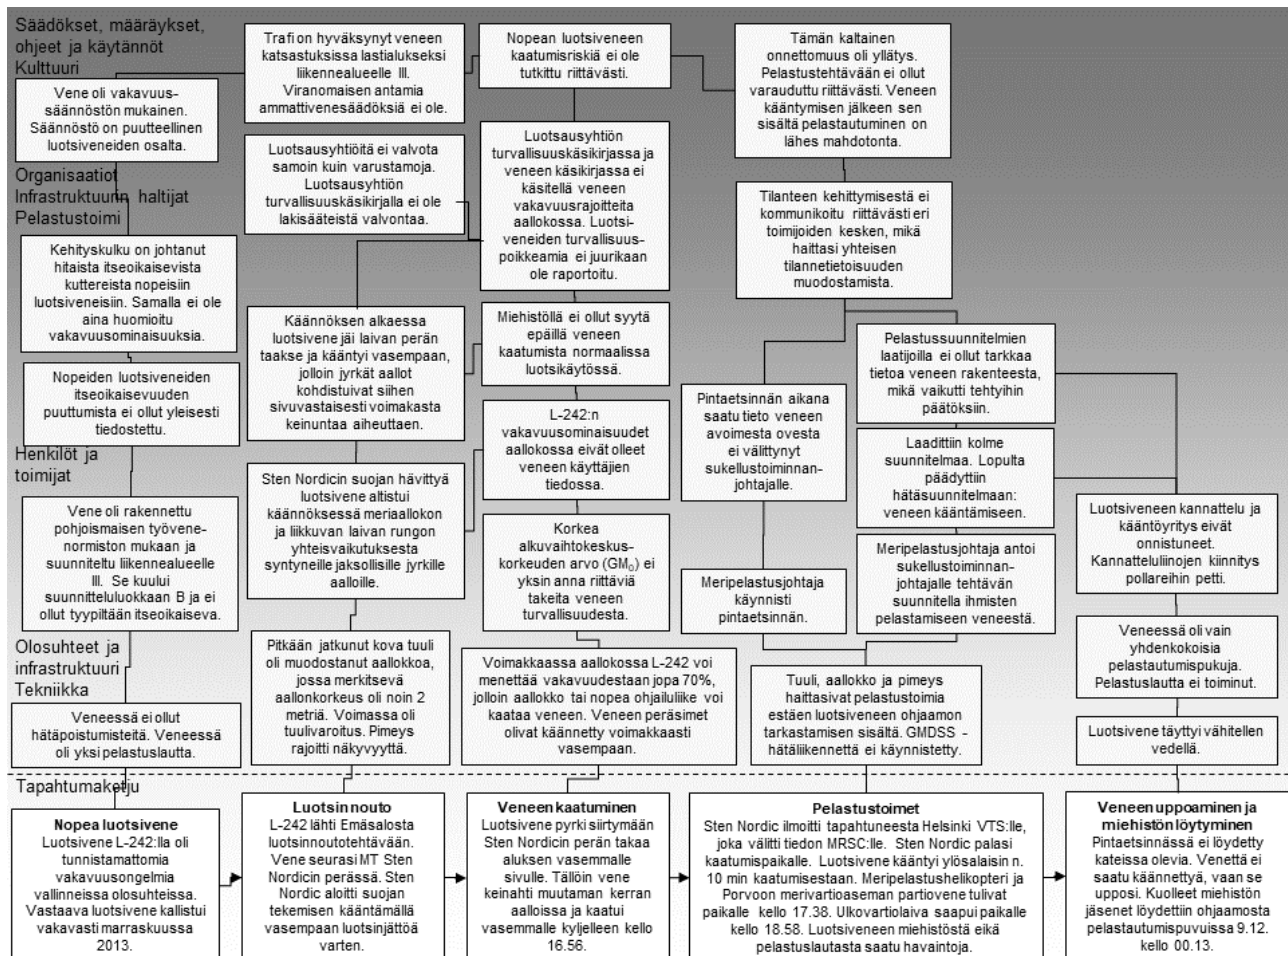 Säädökset, määräykset,
ohjeet ja käytännöt
Kulttuuri
Vene oli vakavuus-
säännöstön mukainen.
Säännöstö on puutteellinen
luotsiveneiden osalta.
Trafi on hyväksynyt veneen
katsastuksissa lastialukseksi
liikennealueelle III.
Viranomaisen antamia
ammattivenesäädöksiä ei ole.
Nopean luotsiveneen
kaatumisriskiä ei ole
tutkittu riittävästi.
Tämän kaltainen
onnettomuus oli yllätys.
Pelastustehtävään ei ollut
varauduttu riittävästi. Veneen
kääntymisen jälkeen sen
sisältä pelastautuminen on
lähes mahdotonta.
Organisaatiot
Infrastruktuurin haltijat
Pelastustoimi
Luotsausyhtiöitä ei valvota
samoin kuin varustamoja.
Luotsausyhtiön
turvallisuuskäsikirjalla ei ole
lakisääteistä valvontaa.
Luotsausyhtiön
turvallisuuskäsikirjassa ja
veneen käsikirjassa ei
käsitellä veneen
vakavuusrajoitteita
aallokossa. Luotsi-
veneiden turvallisuus-
poikkeamia ei juurikaan
ole raportoitu.
Tilanteen kehittymisestä ei
kommunikoitu riittävästi eri
toimijoiden kesken, mikä
haittasi yhteisen
tilannetietoisuuden
muodostamista.
Kehityskulku on johtanut
hitaista itseoikaisevista
kuttereista nopeisiin
luotsiveneisiin. Samalla ei ole
aina huomioitu
vakavuusominaisuuksia.
Käännöksen alkaessa
luotsivene jäi laivan perän
taakse ja kääntyi vasempaan,
jolloin jyrkät aallot
kohdistuivat siihen
sivuvastaisesti voimakasta
keinuntaa aiheuttaen.
Miehistöllä ei ollut syytä
epäillä veneen
kaatumista normaalissa
luotsikäytössä.
Pelastussuunnitelmien
laatijoilla ei ollut tarkkaa
tietoa veneen rakenteesta,
mikä vaikutti tehtyihin
päätöksiin.
Nopeiden luotsiveneiden
itseoikaisevuuden
puuttumista ei ollut yleisesti
tiedostettu.
Pintaetsinnän aikana
saatu tieto veneen
avoimesta ovesta
ei välittynyt
sukellustoiminnan-
johtajalle.
L-242:n
vakavuusominaisuudet
aallokossa eivät olleet
veneen käyttäjien
tiedossa.
Laadittiin kolme
suunnitelmaa. Lopulta
päädyttiin
hätäsuunnitelmaan:
veneen kääntämiseen.
Henkilöt ja
toimijat
Vene oli rakennettu
pohjoismaisen työvene-
normiston mukaan ja
suunniteltu liikennealueelle
III. Se kuului
suunnitteluluokkaan B ja ei
ollut tyypiltään itseoikaiseva.
Sten Nordicin suojan hävittyä
luotsivene altistui
käännöksessä meriaallokon
ja liikkuvan laivan rungon
yhteisvaikutuksesta
syntyneille jaksollisille jyrkille
aalloille.
Korkea
alkuvaihtokeskus-
korkeuden arvo (GM₀) ei
yksin anna riittäviä
takeita veneen
turvallisuudesta.
Meripelastusjohtaja
käynnisti
pintaetsinnän.
Meripelastusjohtaja antoi
sukellustoiminnan-
johtajalle tehtävän
suunnitella ihmisten
pelastamiseen veneestä.
Luotsiveneen kannattelu ja
kääntöyritys eivät
onnistuneet.
Kannatteluliinojen kiinnitys
pollareihin petti.
Olosuhteet ja
infrastruktuuri
Tekniikka
Veneessä ei ollut
hätäpoistumisteitä. Veneessä
oli yksi pelastuslautta.
Pitkään jatkunut kova tuuli
oli muodostanut aallokkoa,
jossa merkitsevä
aallonkorkeus oli noin 2
metriä. Voimassa oli
tuulivaroitus. Pimeys
rajoitti näkyvyyttä.
Voimakkaassa aallokossa L-242 voi
menettää vakavuudestaan jopa 70%,
jolloin aallokko tai nopea ohjailuliike voi
kaataa veneen. Veneen peräsimet
olivat käännetty voimakkaasti
vasempaan.
Tuuli, aallokko ja pimeys
haittasivat pelastustoimia
estäen luotsiveneen ohjaamon
tarkastamisen sisältä. GMDSS -
hätäliikennettä ei käynnistetty.
Veneessä oli vain
yhdenkokoisia
pelastautumispukuja.
Pelastuslautta ei toiminut.
Luotsivene täyttyi vähitellen
vedellä.
Tapahtumaketju
Nopea luotsivene
Luotsivene L-242:lla oli
tunnistamattomia
vakavuusongelmia
vallinneissa olosuhteissa.
Vastaava luotsivene kallistui
vakavasti marraskuussa
2013.
Luotsin nouto
L-242 lähti Emäsalosta
luotsinnoutotehtävään.
Vene seurasi MT Sten
Nordicin perässä. Sten
Nordic aloitti suojan
tekemisen kääntämällä
vasempaan luotsinjättöä
varten.
Veneen kaatuminen
Luotsivene pyrki siirtymään
Sten Nordicin perän takaa
aluksen vasemmalle
sivulle. Tällöin vene
keinahti muutaman kerran
aalloissa ja kaatui
vasemmalle kyljelleen kello
16.56.
Pelastustoimet
Sten Nordic ilmoitti tapahtuneesta Helsinki VTS:lle,
joka välitti tiedon MRSC:lle. Sten Nordic palasi
kaatumispaikalle. Luotsivene kääntyi ylösalaisin n.
10 min kaatumisestaan. Meripelastushelikopteri ja
Porvoon merivartioaseman partiovene tulivat
paikalle kello 17.38. Ulkovartiolaiva saapui paikalle
kello 18.58. Luotsiveneen miehistöstä eikä
pelastuslautasta saatu havaintoja.
Veneen uppoaminen ja
miehistön löytyminen
Pintaetsinnässä ei löydetty
kateissa olevia. Venettä ei
saatu käännettyä, vaan se
upposi. Kuolleet miehistön
jäsenet löydettiin ohjaamosta
pelastautumispuvuissa 9.12.
kello 00.13.